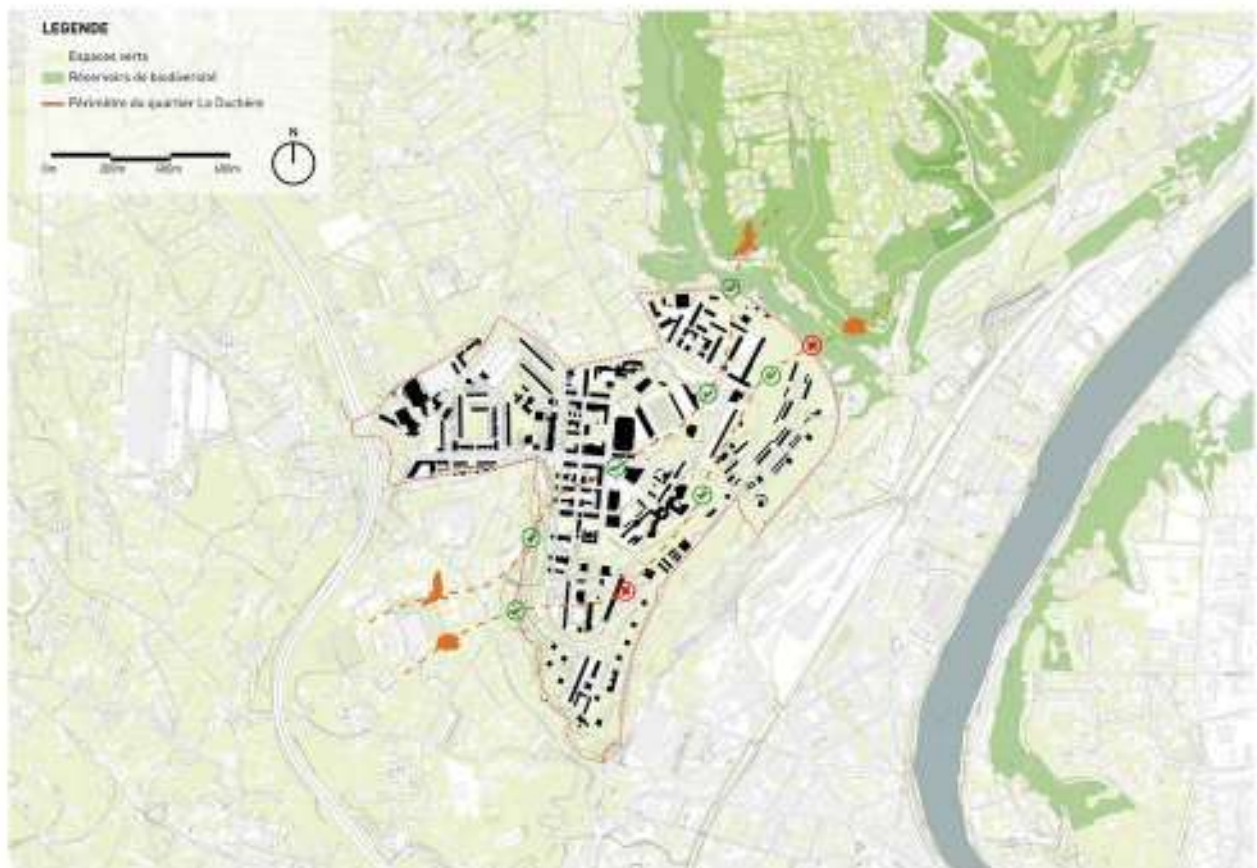 LEGENDE
Espaces verts
Réservoirs de biodiversité
Périmètre du quartier La Duchère
N
0m 200m 400m 600m